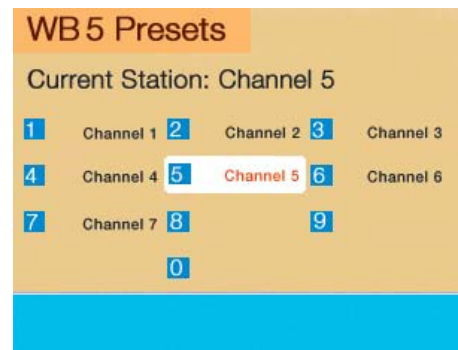 WB 5 Presets
Current Station: Channel 5
1 Channel 1 2 Channel 2 3 Channel 3
4 Channel 4 5 Channel 5 6 Channel 6
7 Channel 7 8 9
0